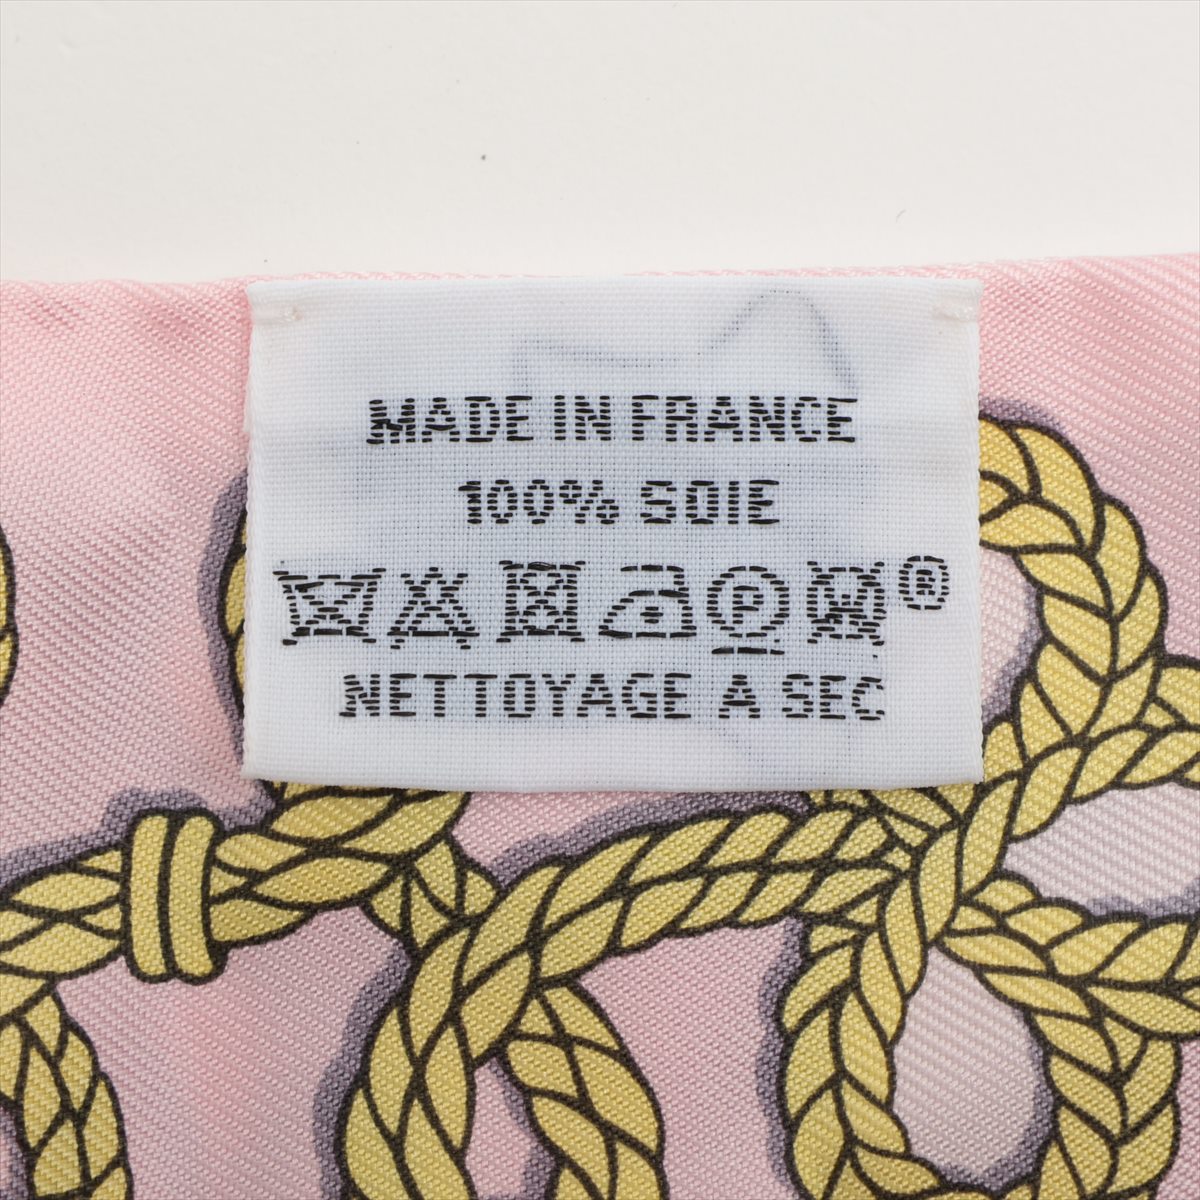 MADE IN FRANCE
100% SOIE
P ®
NETTOYAGE A SEC